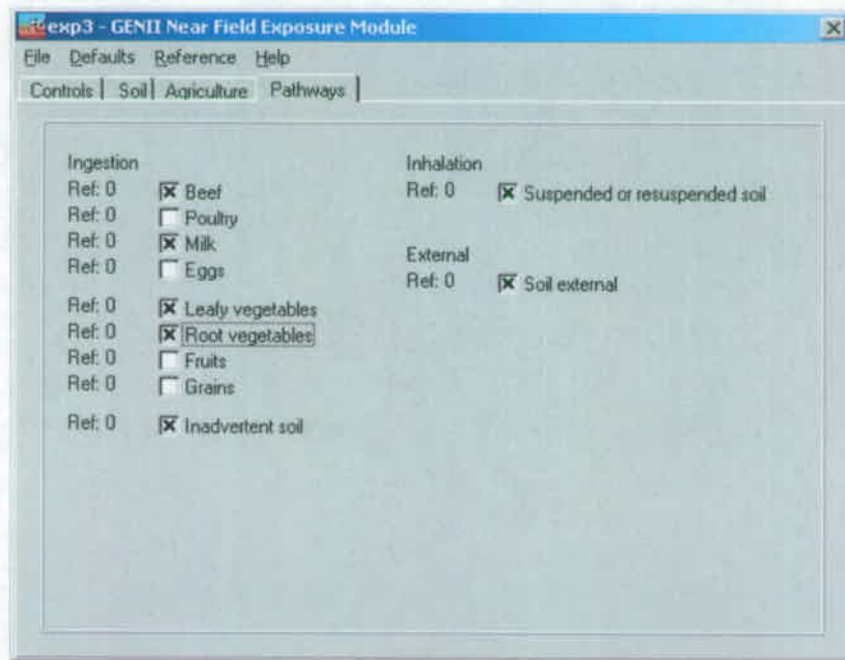 exp3 - GENII Near Field Exposure Module
File Defaults Reference Help
Controls Soil Agriculture Pathways
Ingestion
Ref: 0 Beef
Ref: 0 Poultry
Ref: 0 Milk
Ref: 0 Eggs
Ref: 0 Leafy vegetables
Ref: 0 Root vegetables
Ref: 0 Fruits
Ref: 0 Grains
Ref: 0 Inadvertent soil
Inhalation
Ref: 0 Suspended or resuspended soil
External
Ref: 0 Soil external